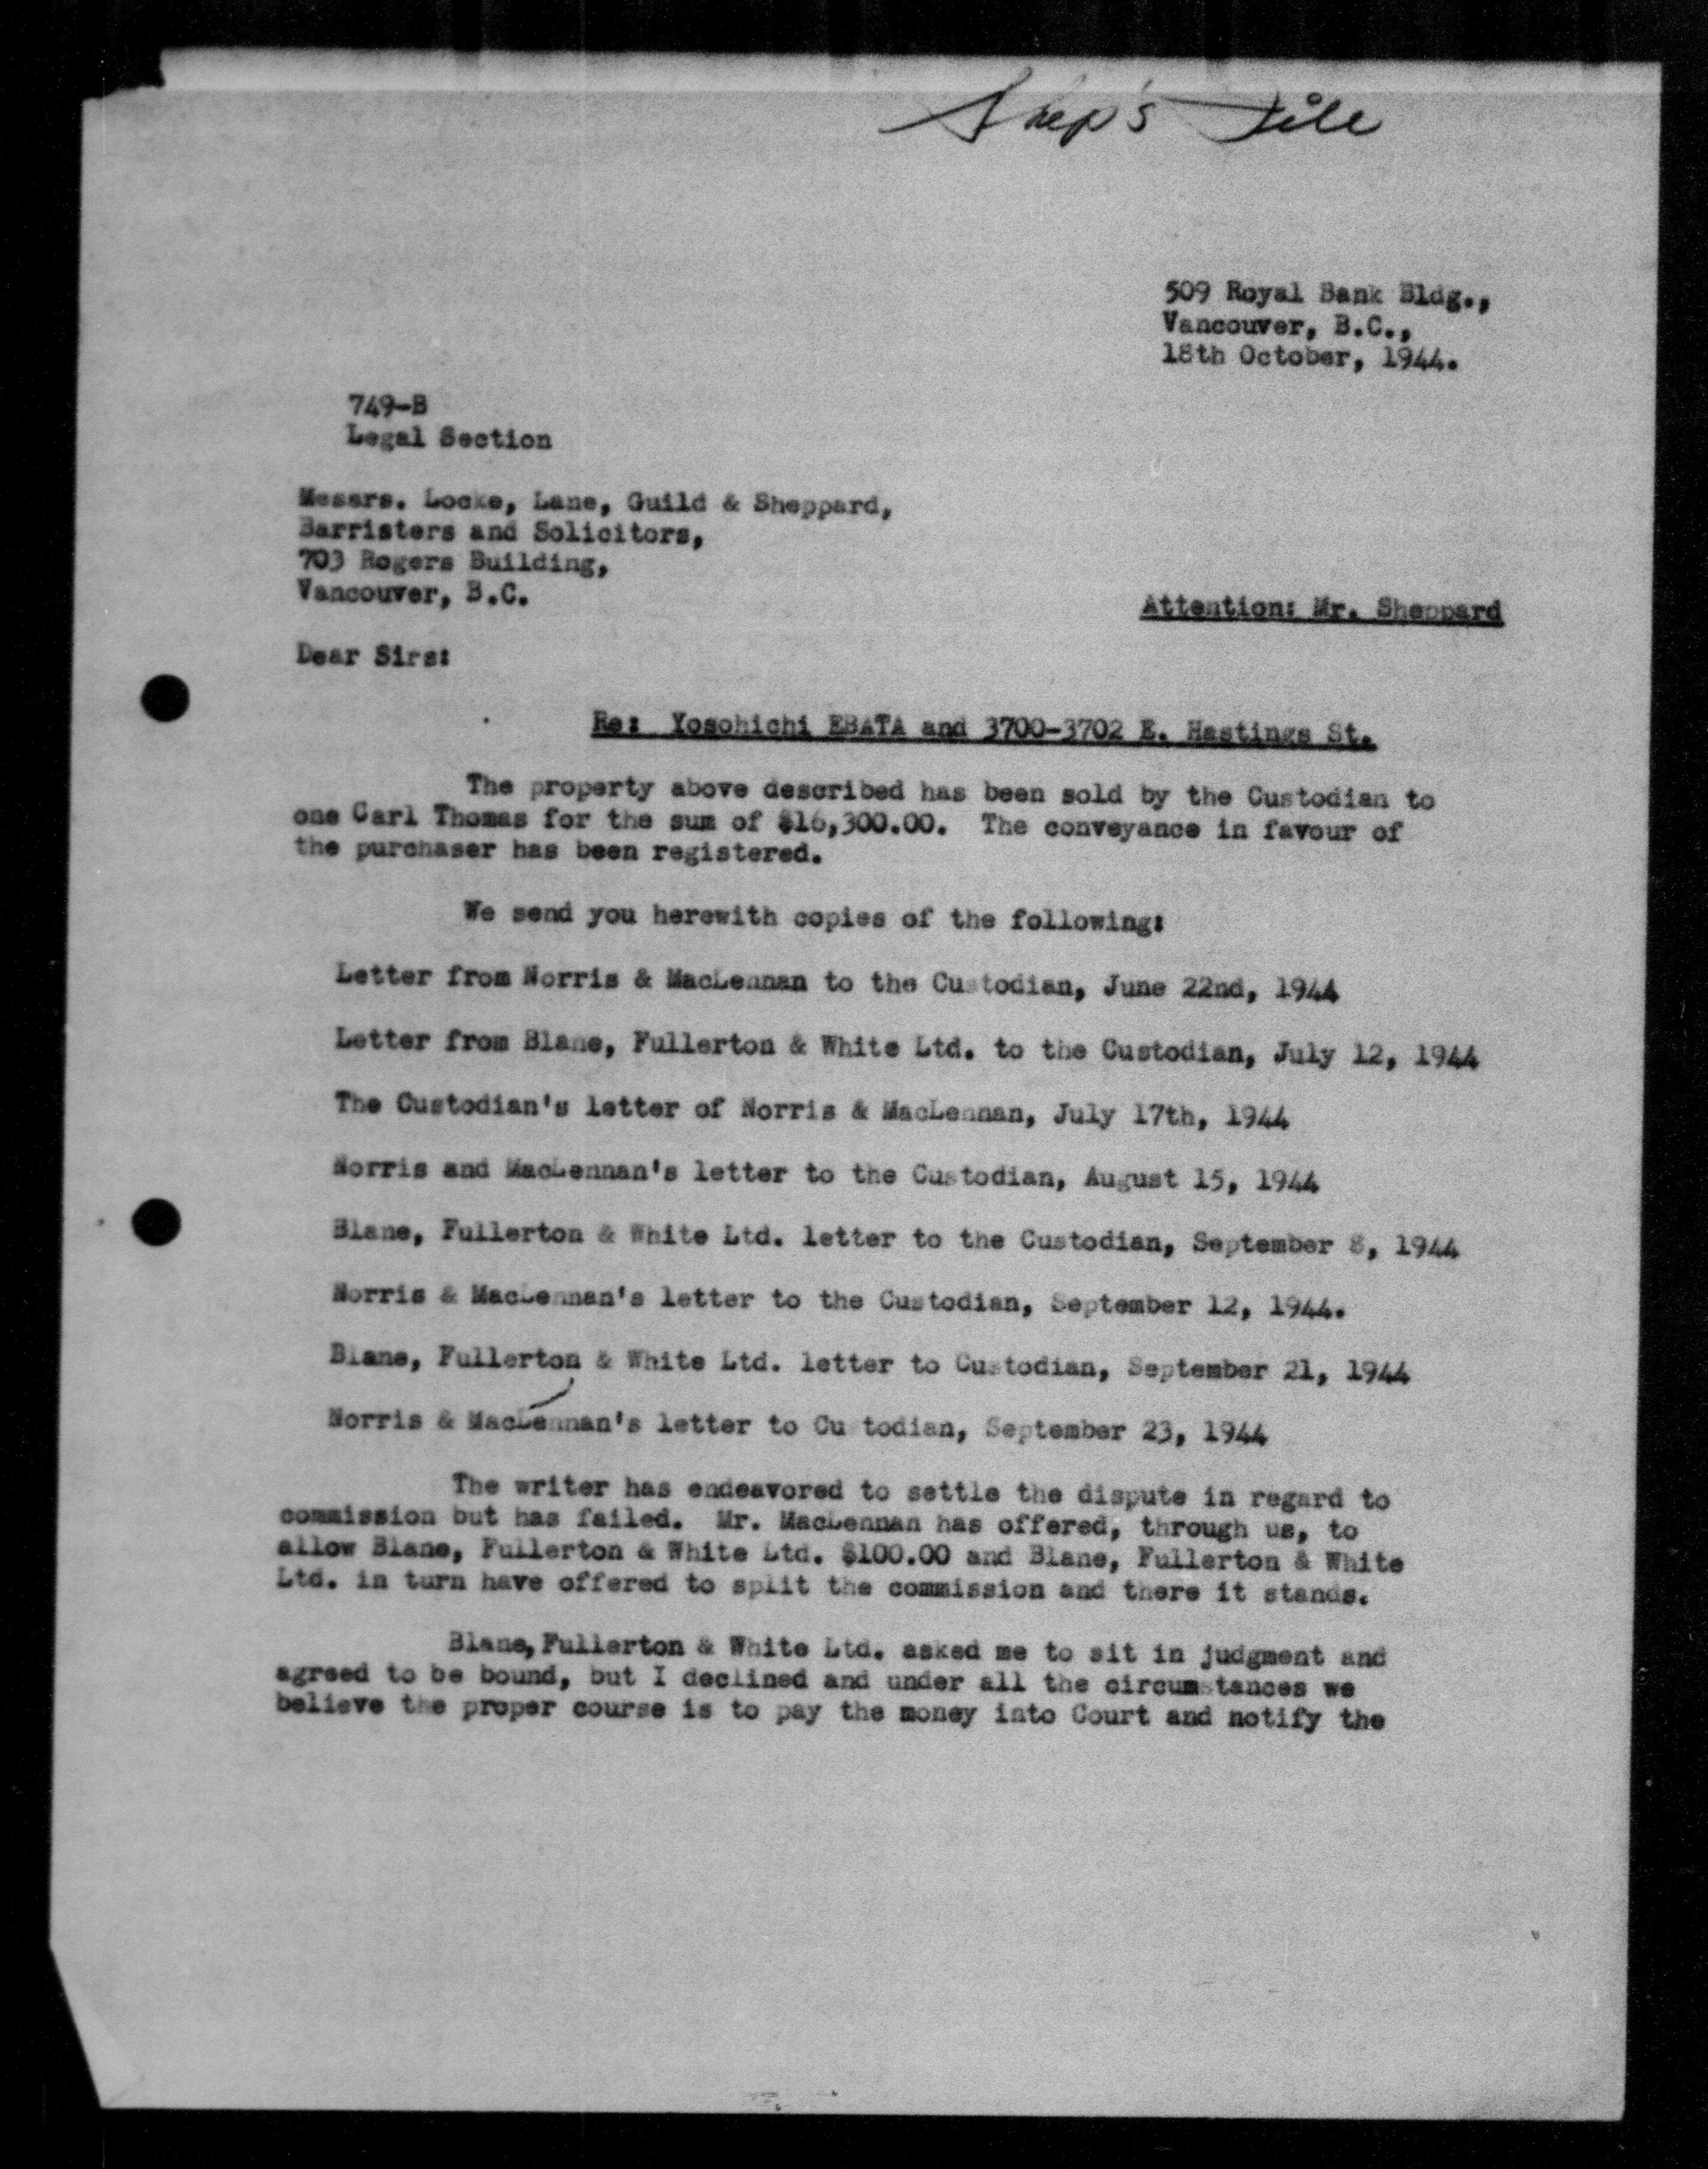 Shep's File
509 Royal Bank Bldg.,
Vancouver, B.C.,
18th October, 1944.
749-B
Legal Section
Messrs. Locke, Lane, Guild & Sheppard,
Barristers and Solicitors,
703 Rogers Building,
Vancouver, B.C.
Attention: Mr. Sheppard
Dear Sirs:
Re: Yosohichi EBATA and 3700-3702 E. Hastings St.
The property above described has been sold by the Custodian to
one Carl Thomas for the sum of $16,300.00. The conveyance in favour of
the purchaser has been registered.
We send you herewith copies of the following:
Letter from Norris & MacLennan to the Custodian, June 22nd, 1944
Letter from Blane, Fullerton & White Ltd. to the Custodian, July 12, 1944
The Custodian's letter of Norris & MacLennan, July 17th, 1944
Norris and MacLennan's letter to the Custodian, August 15, 1944
Blane, Fullerton & White Ltd. letter to the Custodian, September 8, 1944
Norris & MacLennan's letter to the Custodian, September 12, 1944.
Blane, Fullerton & White Ltd. letter to Custodian, September 21, 1944
Norris & MacLennan's letter to Cu todian, September 23, 1944
The writer has endeavored to settle the dispute in regard to
commission but has failed. Mr. MacLennan has offered, through us, to
allow Blane, Fullerton & White Ltd. $100.00 and Blane, Fullerton & White
Ltd. in turn have offered to split the commission and there it stands.
Blane, Fullerton & White Ltd. asked me to sit in judgment and
agreed to be bound, but I declined and under all the circumstances we
believe the proper course is to pay the money into Court and notify the